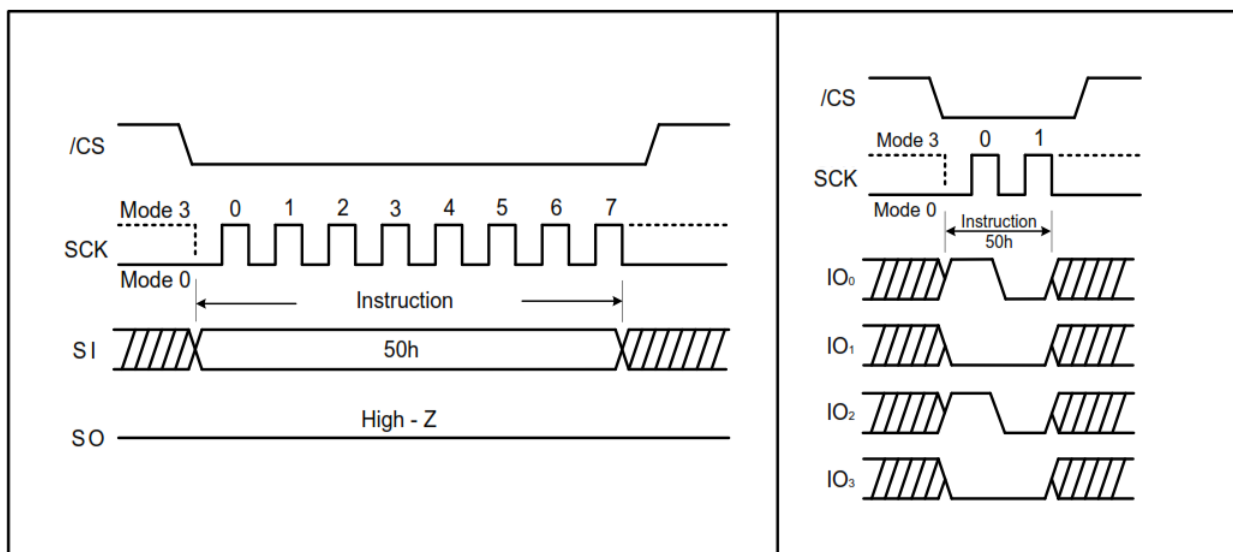 /CS
Mode 3
0 1 2 3 4 5 6 7
SCK
Mode 0
Instruction
SI
50h
High - Z
SO
/CS
Mode 3
0 1
SCK
Mode 0
Instruction
50h
IO₀
IO₁
IO₂
IO₃